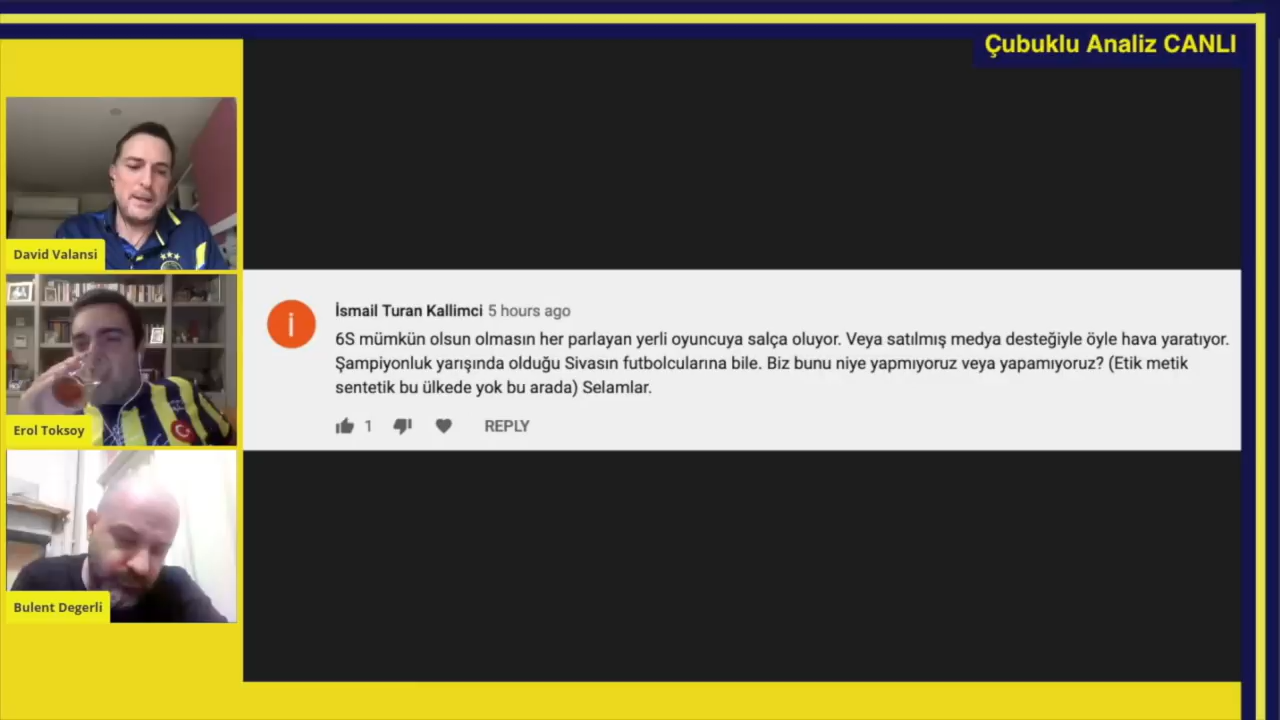 Çubuklu Analiz CANLI
David Valansi
Erol Toksoy
Bulent Degerli
i
İsmail Turan Kallimci 5 hours ago
6S mümkün olsun olmasın her parlayan yerli oyuncuya salça oluyor. Veya satılmış medya desteğiyle öyle hava yaratıyor.
Şampiyonluk yarışında olduğu Sivasın futbolcularına bile. Biz bunu niye yapmıyoruz veya yapamıyoruz? (Etik metik
sentetik bu ülkede yok bu arada) Selamlar.
1 REPLY